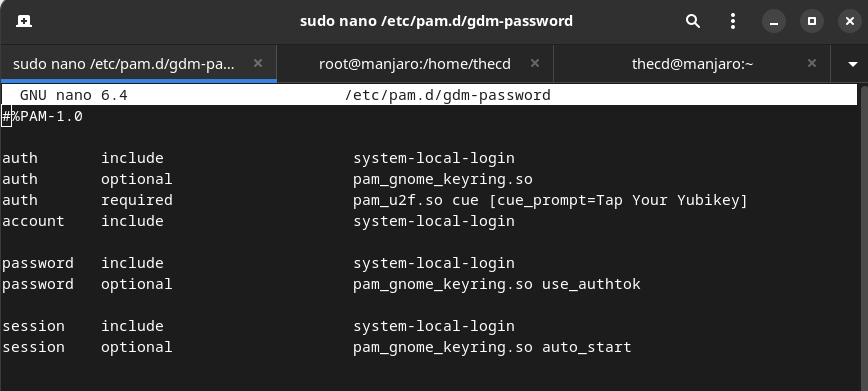 sudo nano /etc/pam.d/gdm-password
sudo nano /etc/pam.d/gdm-pa...
root@manjaro:/home/thecd
thecd@manjaro:~
GNU nano 6.4 /etc/pam.d/gdm-password
#%PAM-1.0
auth include system-local-login
auth optional pam_gnome_keyring.so
auth required pam_u2f.so cue [cue_prompt=Tap Your Yubikey]
account include system-local-login
password include system-local-login
password optional pam_gnome_keyring.so use_authtok
session include system-local-login
session optional pam_gnome_keyring.so auto_start